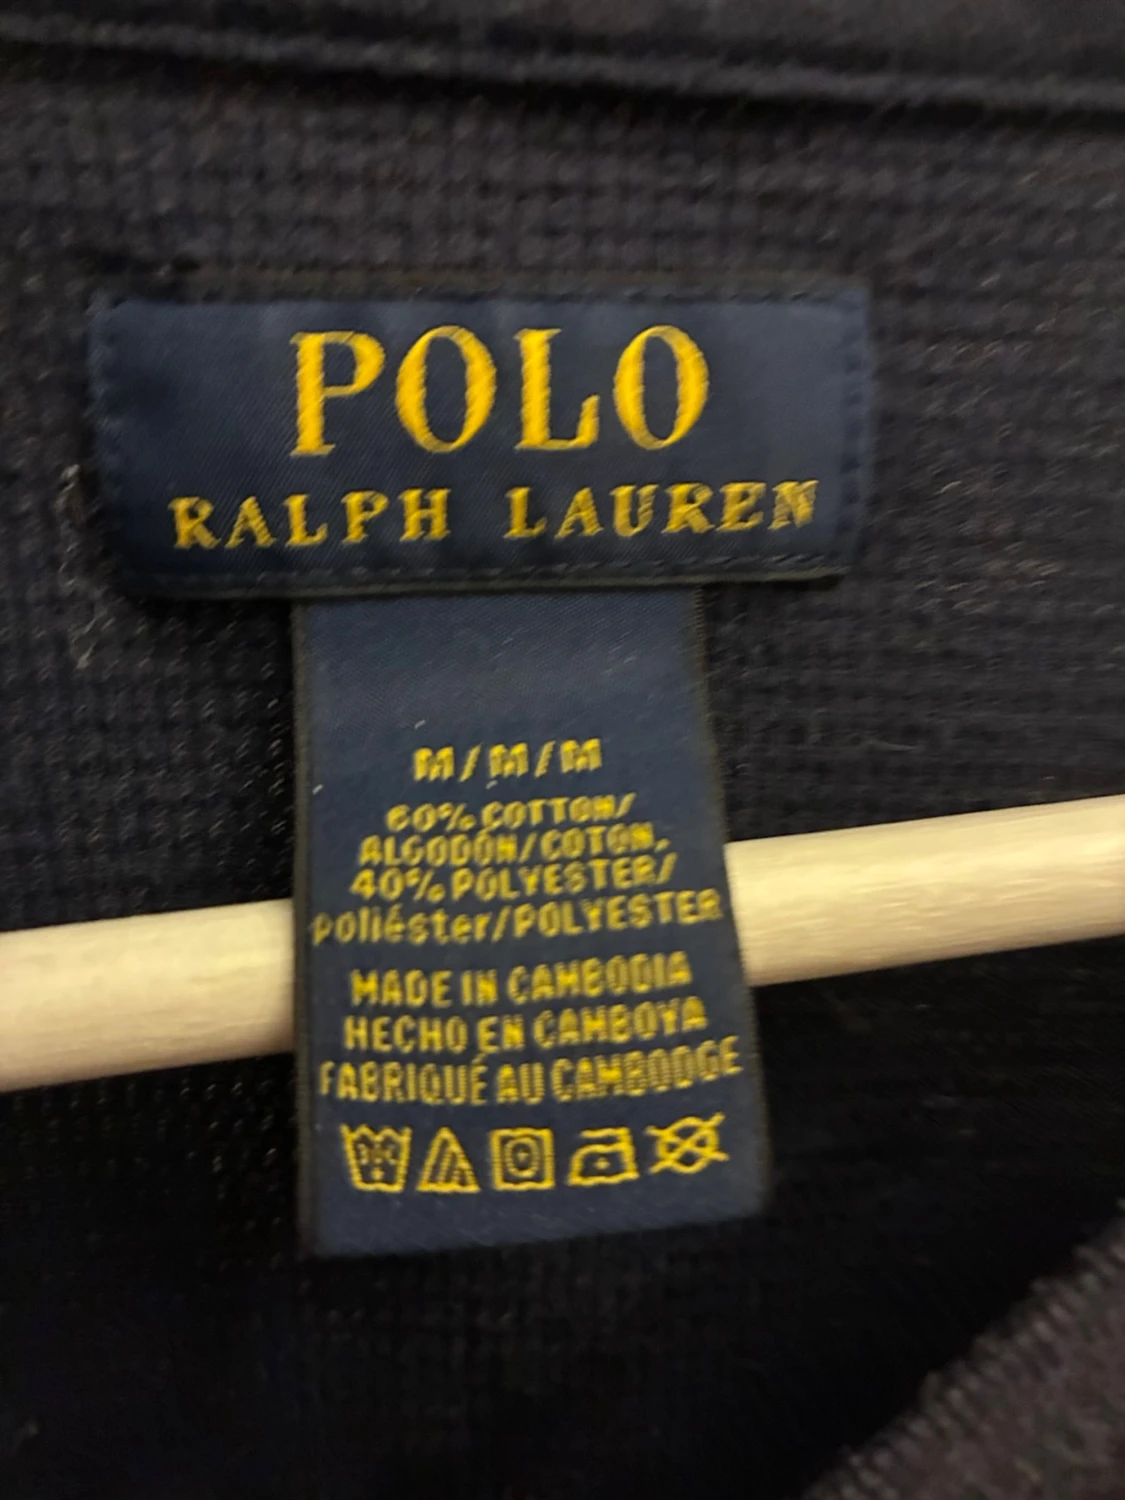 POLO
RALPH LAUREN
M/M/M
60% COTTON/
ALGODÓN/COTON,
40% POLYESTER/
poliéster/POLYESTER
MADE IN CAMBODIA
HECHO EN CAMBOYA
FABRIQUÉ AU CAMBODGE